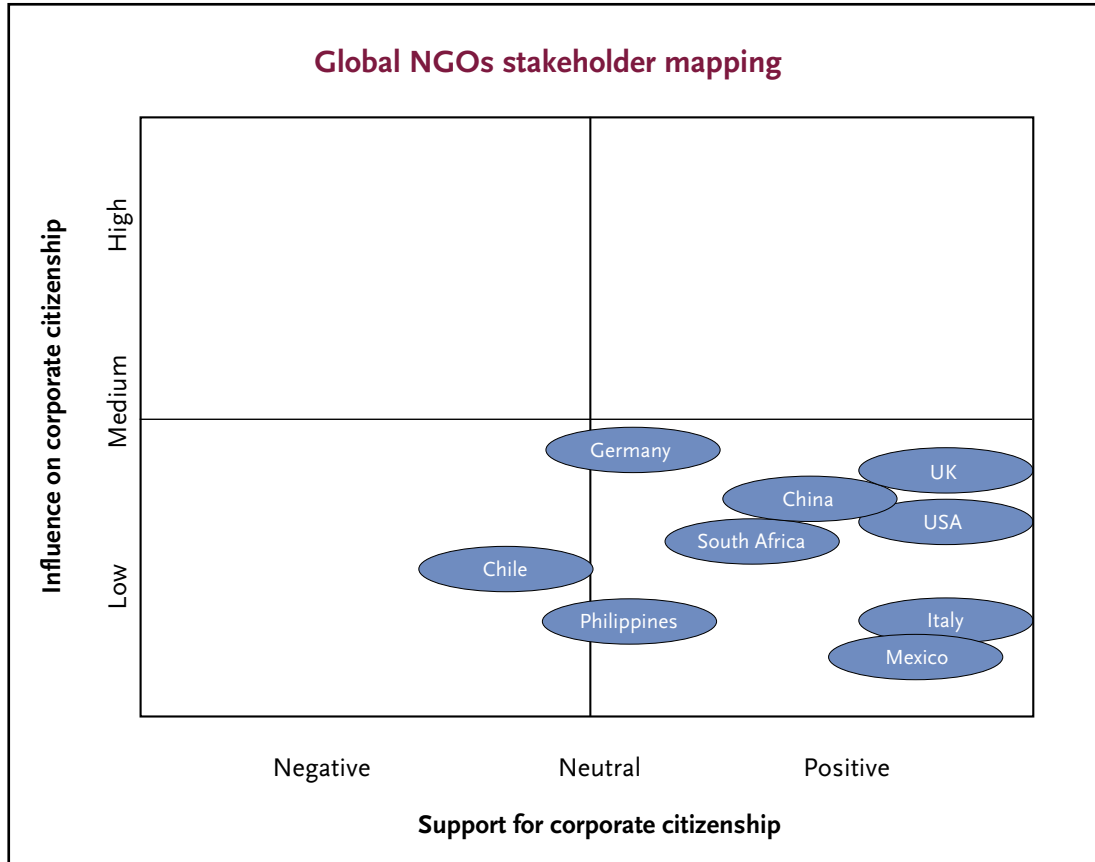 Global NGOs stakeholder mapping
Influence on corporate citizenship
High
Medium
Low
Germany
UK
China
USA
South Africa
Chile
Philippines
Italy
Mexico
Negative
Neutral
Positive
Support for corporate citizenship